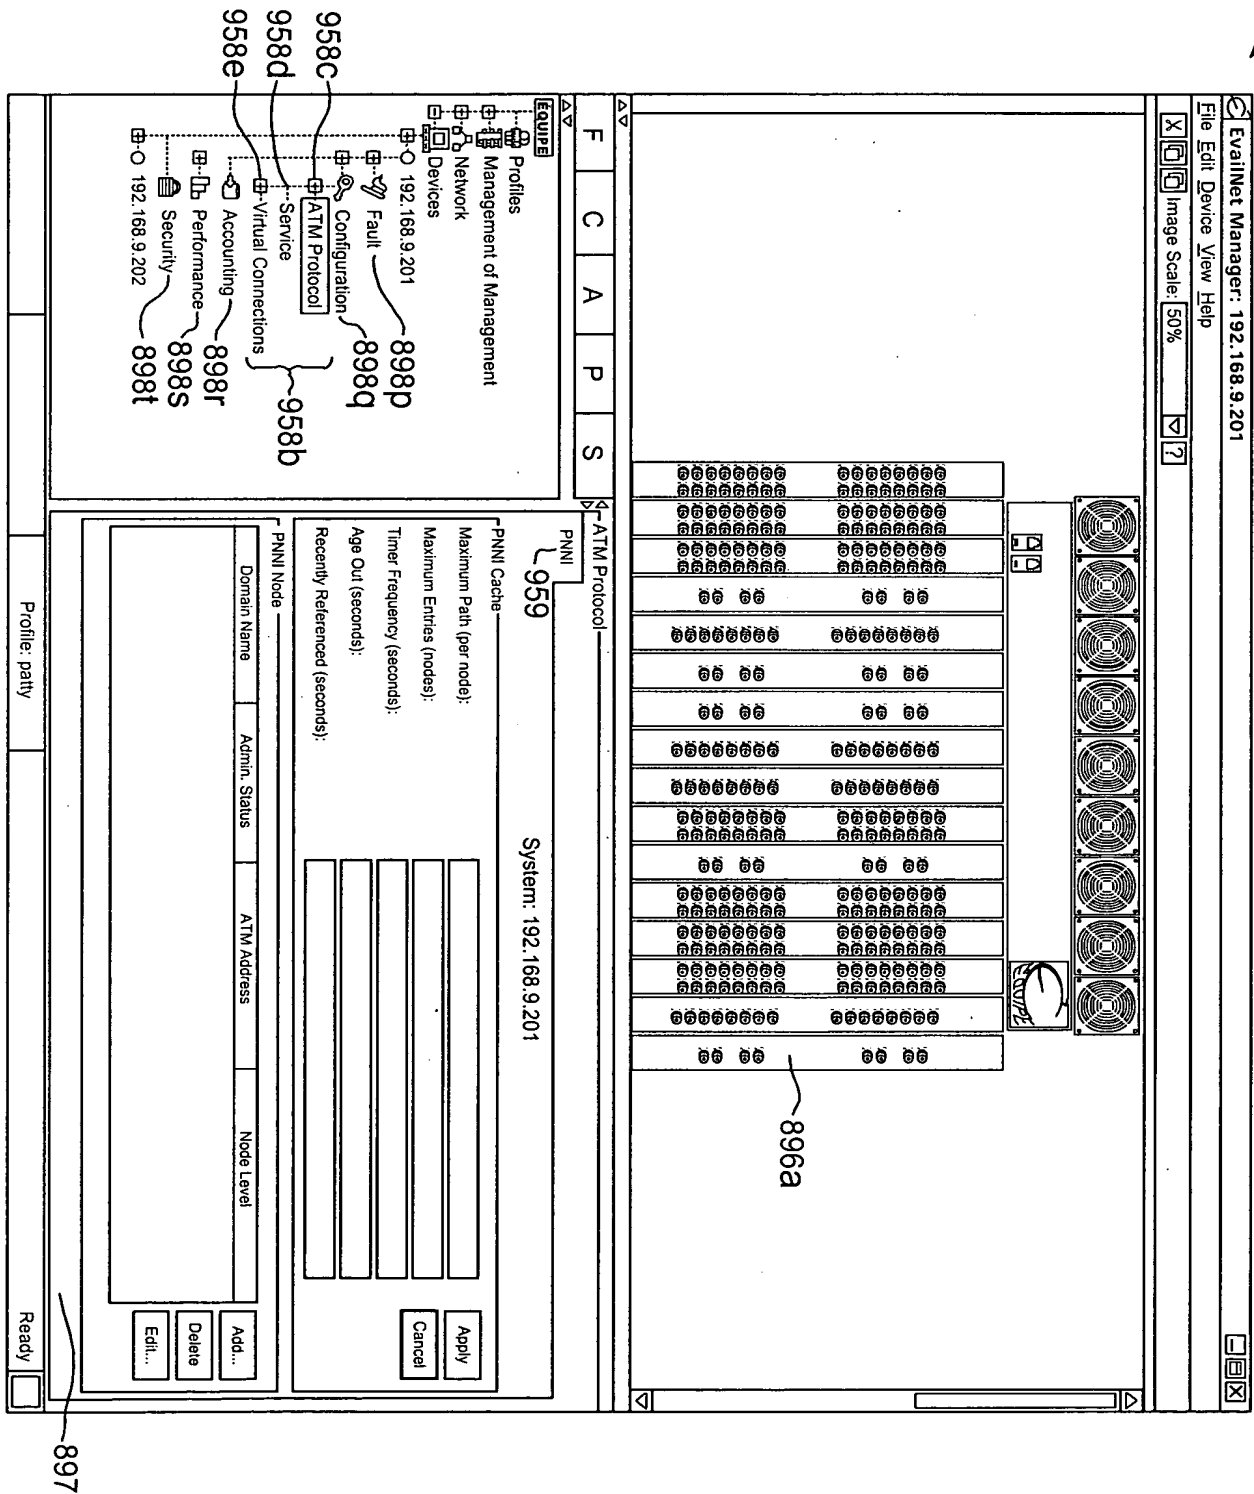 EvailNet Manager: 192.168.9.201
File Edit Device View Help
Image Scale: 50% ?
EQUIPE
896a
F C A P S
EQUIPE
Profiles
Management of Management
Network
Devices
192.168.9.201
Fault
898p
Configuration
898q
958c
ATM Protocol
958d
Service
958b
958e
Virtual Connections
Accounting
898r
Performance
898s
Security
898t
192.168.9.202
ATM Protocol
System: 192.168.9.201
PNNI
959
PNNI Cache
Maximum Path (per node):
Maximum Entries (nodes):
Timer Frequency (seconds):
Age Out (seconds):
Recently Referenced (seconds):
Apply
Cancel
PNNI Node
Domain Name Admin. Status ATM Address Node Level
Add...
Delete
Edit...
897
Profile: patty
Ready